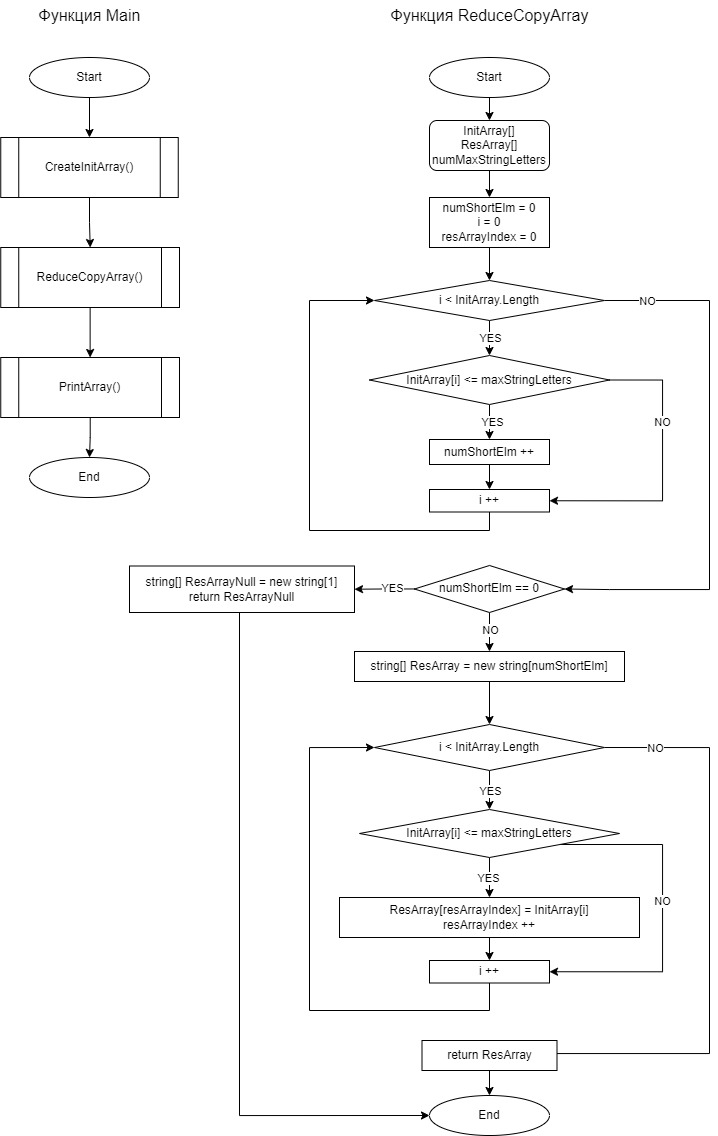 Функция Main
Start
CreateInitArray()
ReduceCopyArray()
PrintArray()
End
Функция ReduceCopyArray
Start
InitArray[]
ResArray[]
numMaxStringLetters
numShortElm = 0
i = 0
resArrayIndex = 0
i < InitArray.Length
NO
YES
InitArray[i] <= maxStringLetters
YES
NO
numShortElm ++
i ++
string[] ResArrayNull = new string[1]
return ResArrayNull
YES
numShortElm == 0
NO
string[] ResArray = new string[numShortElm]
i < InitArray.Length
NO
YES
InitArray[i] <= maxStringLetters
YES
NO
ResArray[resArrayIndex] = InitArray[i]
resArrayIndex ++
i ++
return ResArray
End